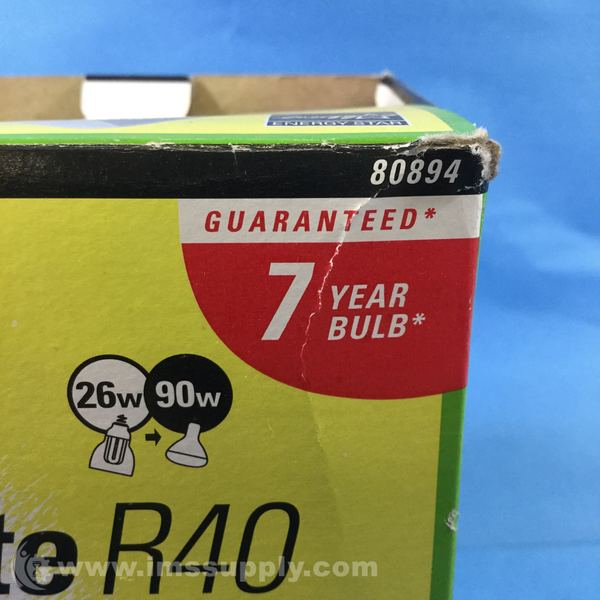 ENERGY STAR
80894
GUARANTEED*
7 YEAR
BULB*
26W 90W
te R40
www.imssupply.com